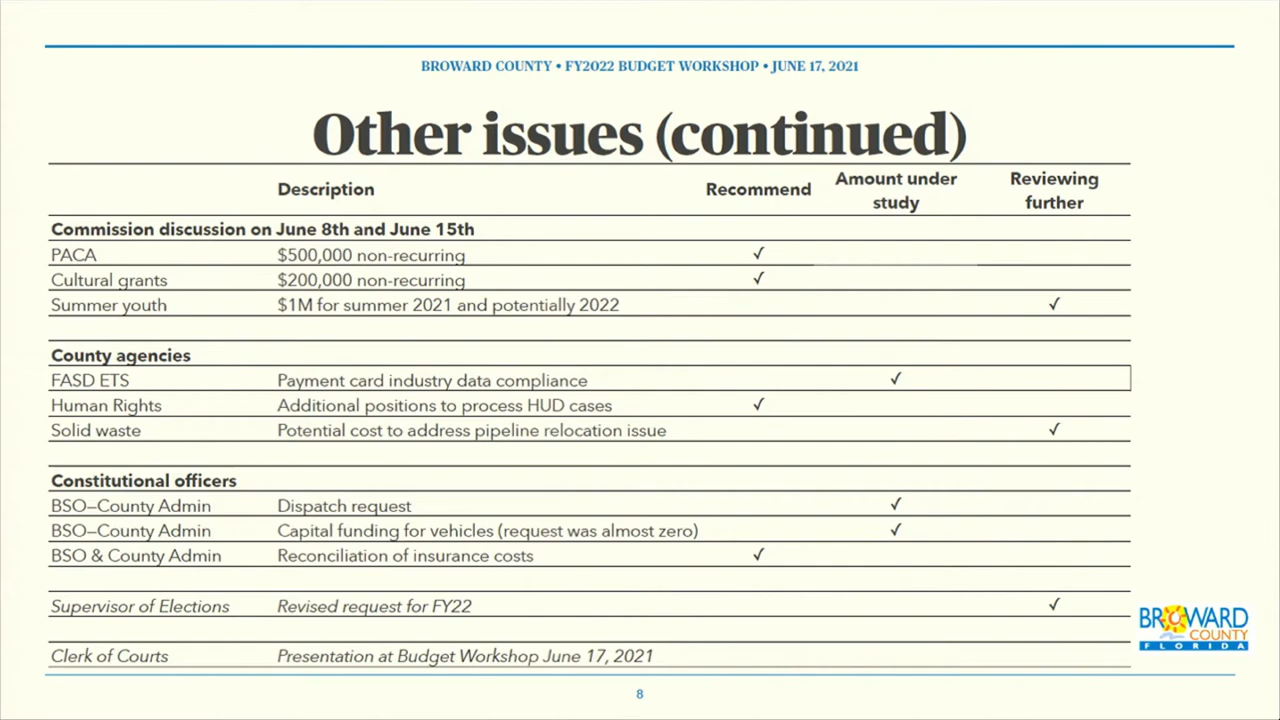 BROWARD COUNTY • FY2022 BUDGET WORKSHOP • JUNE 17, 2021
Other issues (continued)
Description Recommend Amount under study Reviewing further
Commission discussion on June 8th and June 15th
PACA $500,000 non-recurring ✓
Cultural grants $200,000 non-recurring ✓
Summer youth $1M for summer 2021 and potentially 2022 ✓
County agencies
FASD ETS Payment card industry data compliance ✓
Human Rights Additional positions to process HUD cases ✓
Solid waste Potential cost to address pipeline relocation issue ✓
Constitutional officers
BSO–County Admin Dispatch request ✓
BSO–County Admin Capital funding for vehicles (request was almost zero) ✓
BSO & County Admin Reconciliation of insurance costs ✓
Supervisor of Elections Revised request for FY22 ✓
Clerk of Courts Presentation at Budget Workshop June 17, 2021
BROWARD
COUNTY
FLORIDA
8